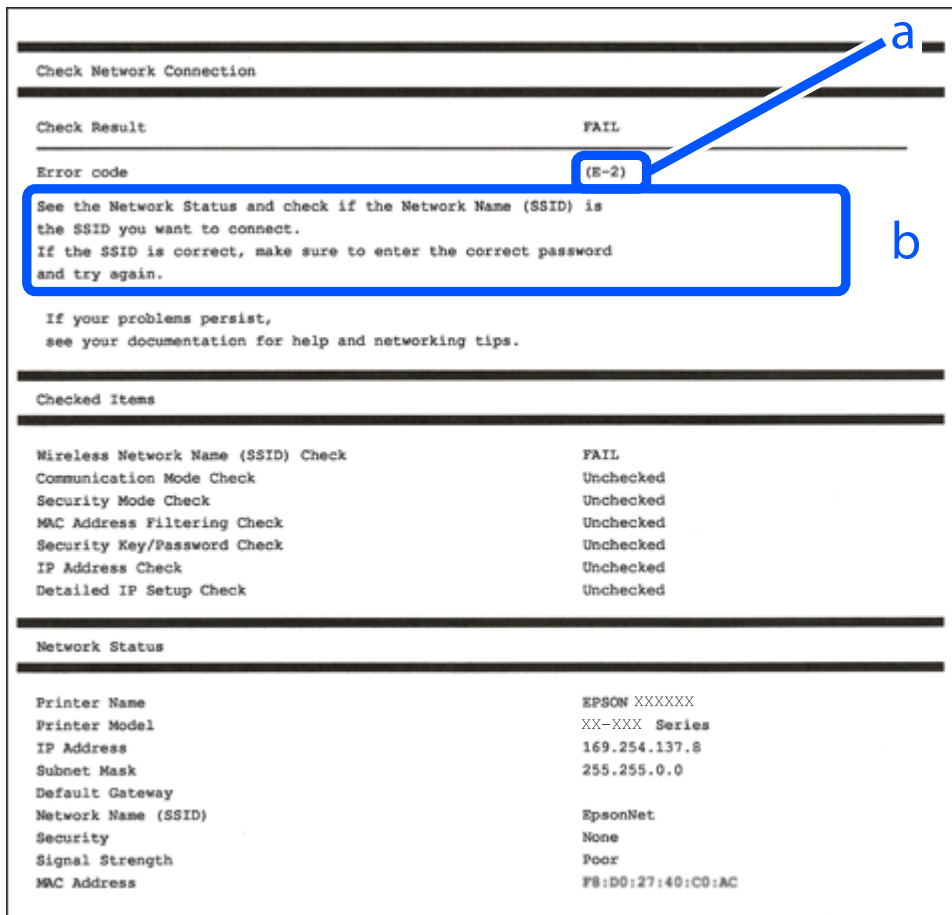 a
Check Network Connection
Check Result FAIL
Error code (E-2)
See the Network Status and check if the Network Name (SSID) is
the SSID you want to connect.
If the SSID is correct, make sure to enter the correct password
and try again.
b
If your problems persist,
see your documentation for help and networking tips.
Checked Items
Wireless Network Name (SSID) Check FAIL
Communication Mode Check Unchecked
Security Mode Check Unchecked
MAC Address Filtering Check Unchecked
Security Key/Password Check Unchecked
IP Address Check Unchecked
Detailed IP Setup Check Unchecked
Network Status
Printer Name EPSON XXXXXX
Printer Model XX-XXX Series
IP Address 169.254.137.8
Subnet Mask 255.255.0.0
Default Gateway
Network Name (SSID) EpsonNet
Security None
Signal Strength Poor
MAC Address F8:D0:27:40:C0:AC